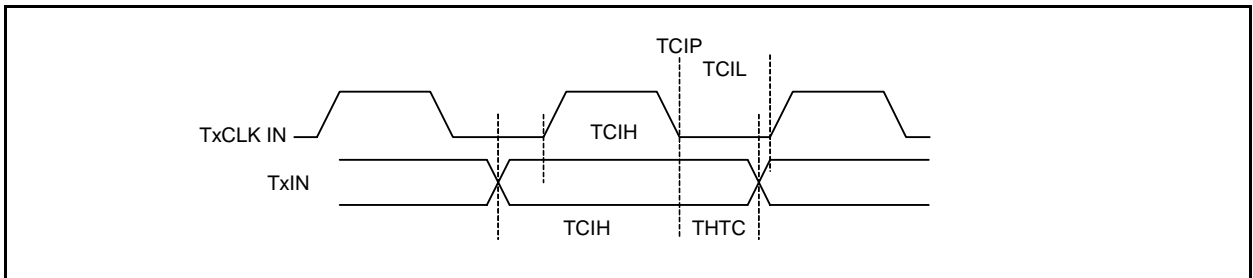 TCIP
TCIL
TxCLK IN
TCIH
TxIN
TCIH
THTC